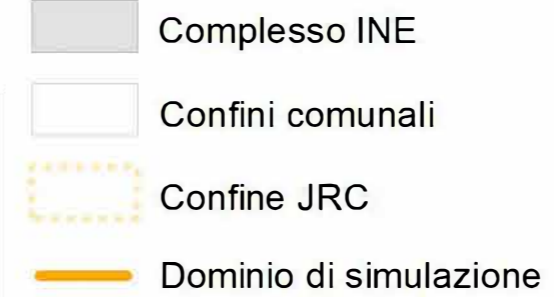 Complesso INE
Confini comunali
Confine JRC
Dominio di simulazione